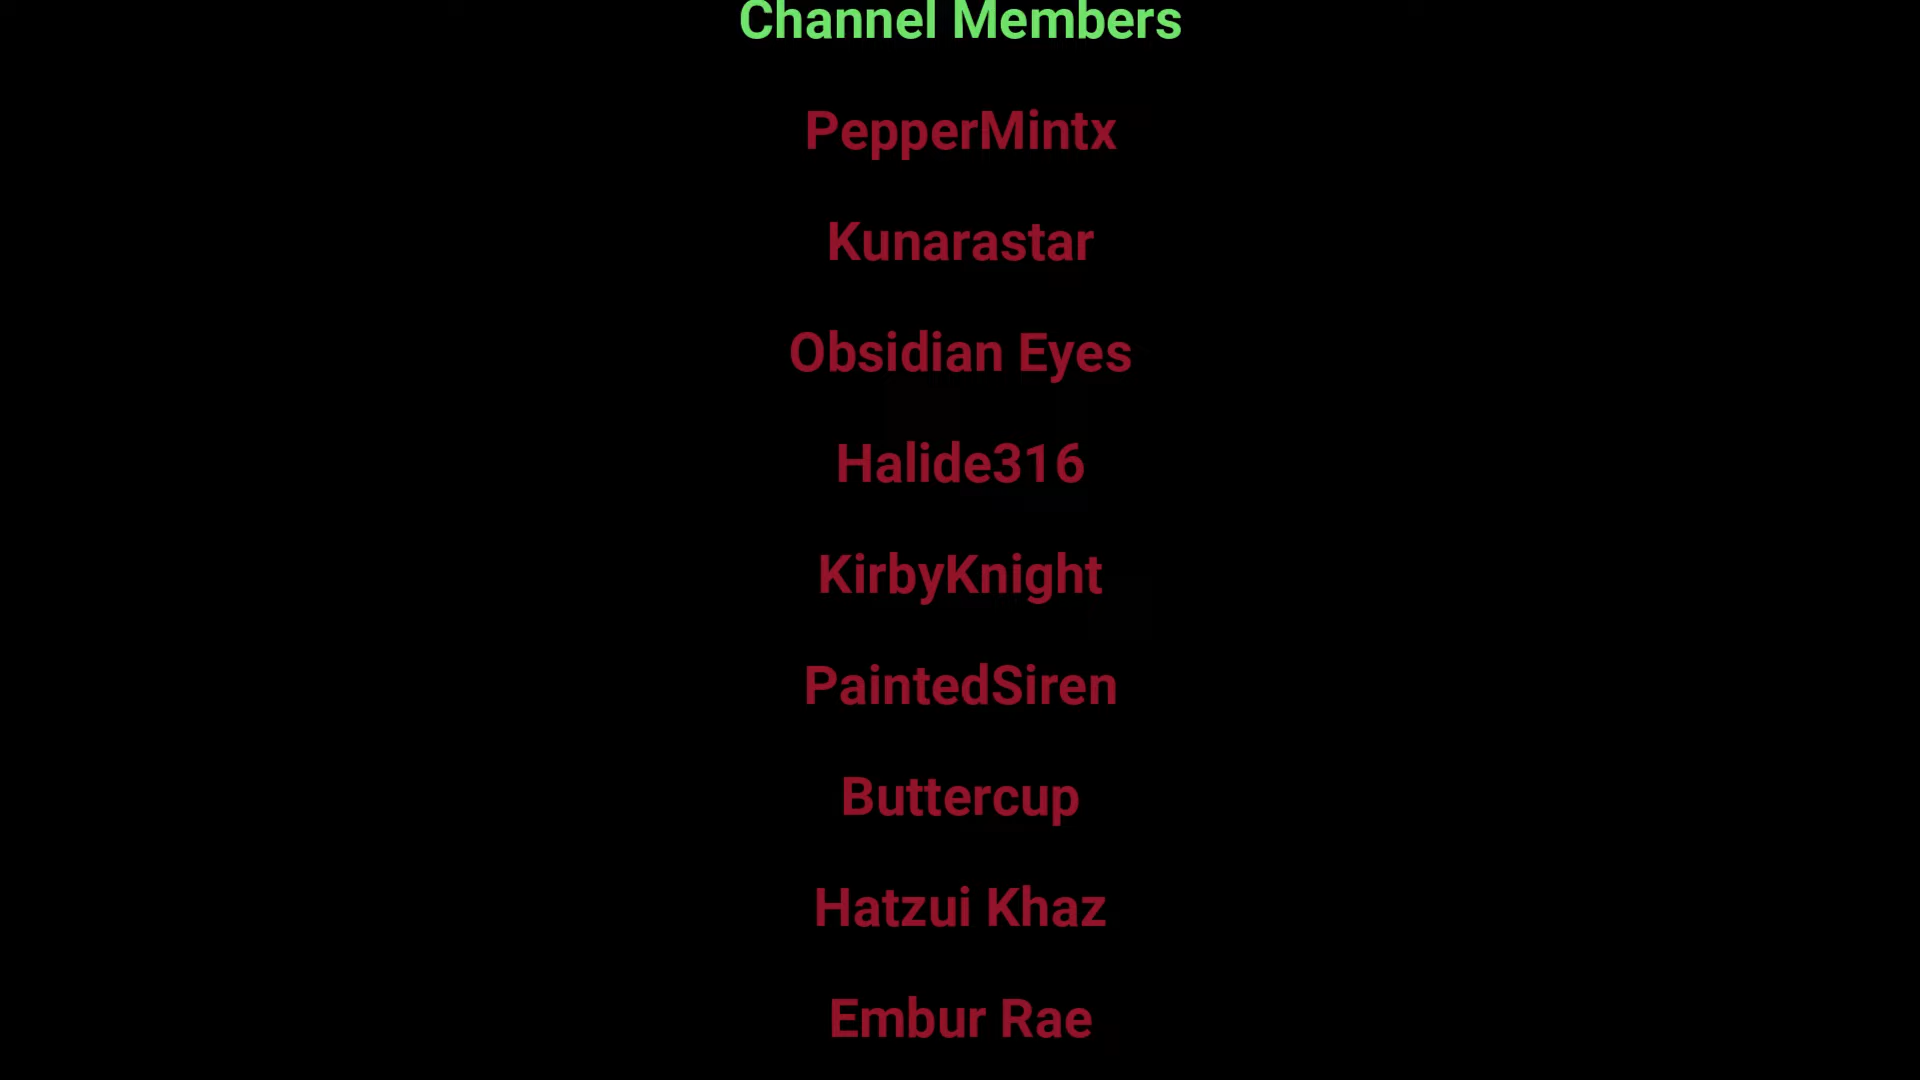 Channel Members
PepperMintx
Kunarastar
Obsidian Eyes
Halide316
KirbyKnight
PaintedSiren
Buttercup
Hatzui Khaz
Embur Rae